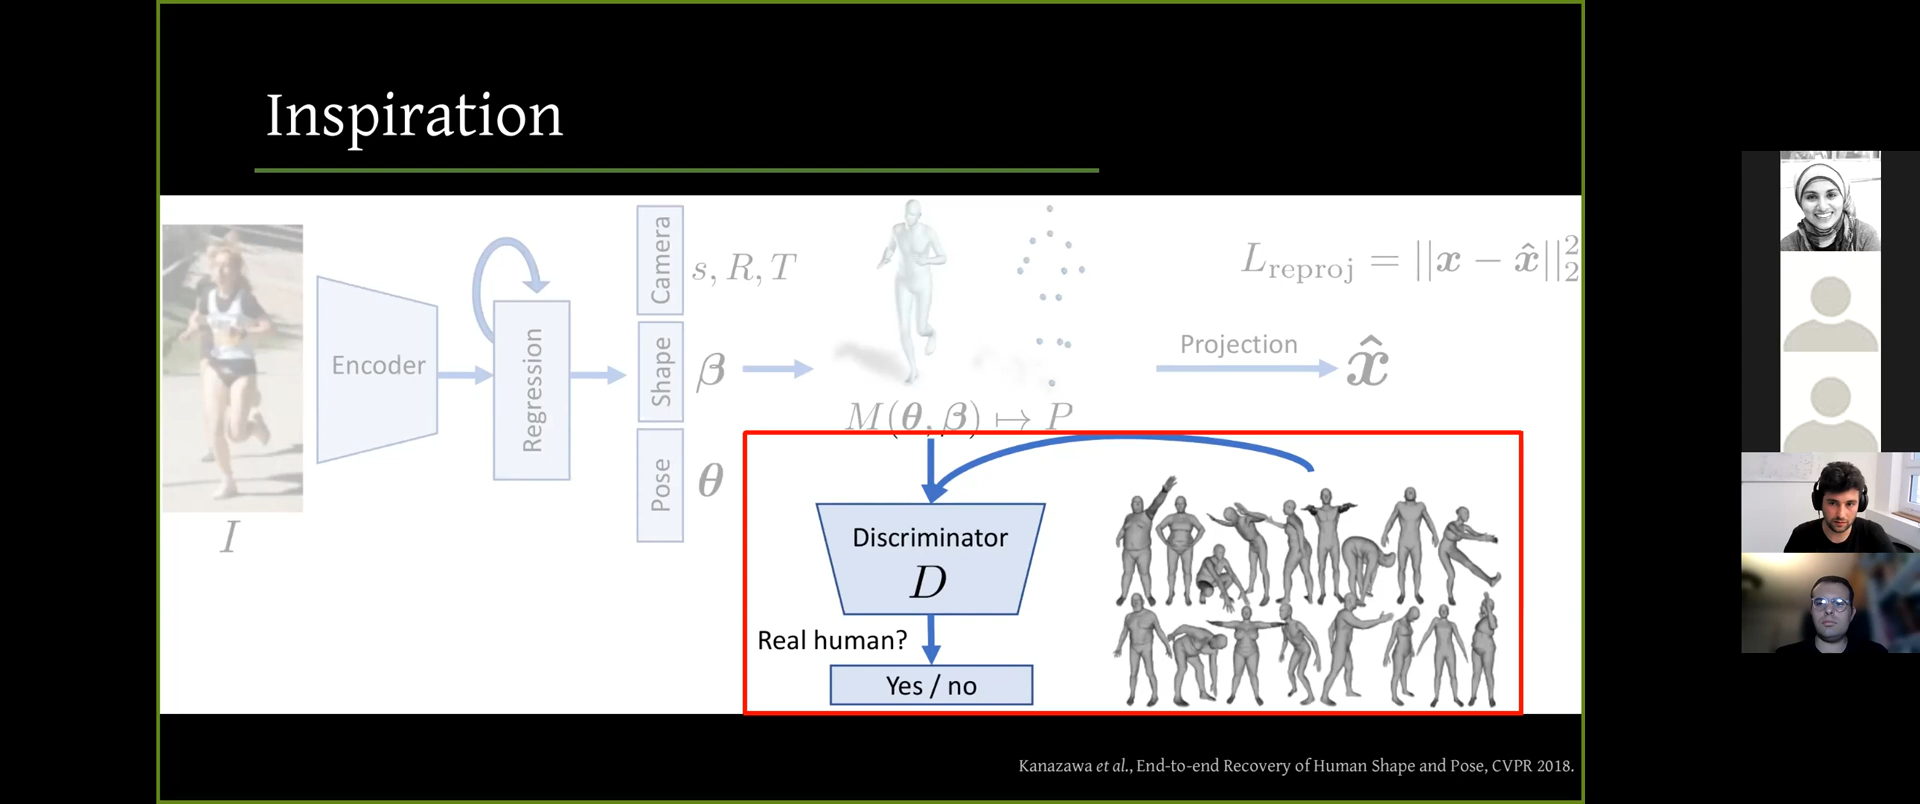 Inspiration
Camera
s, R, T
L_reproj = ||x − x̂||₂²
Encoder
Regression
Shape
β
Projection
x̂
M(θ, β) ↦ P
Pose
θ
I
Discriminator
D
Real human?
Yes / no
Kanazawa et al., End-to-end Recovery of Human Shape and Pose, CVPR 2018.